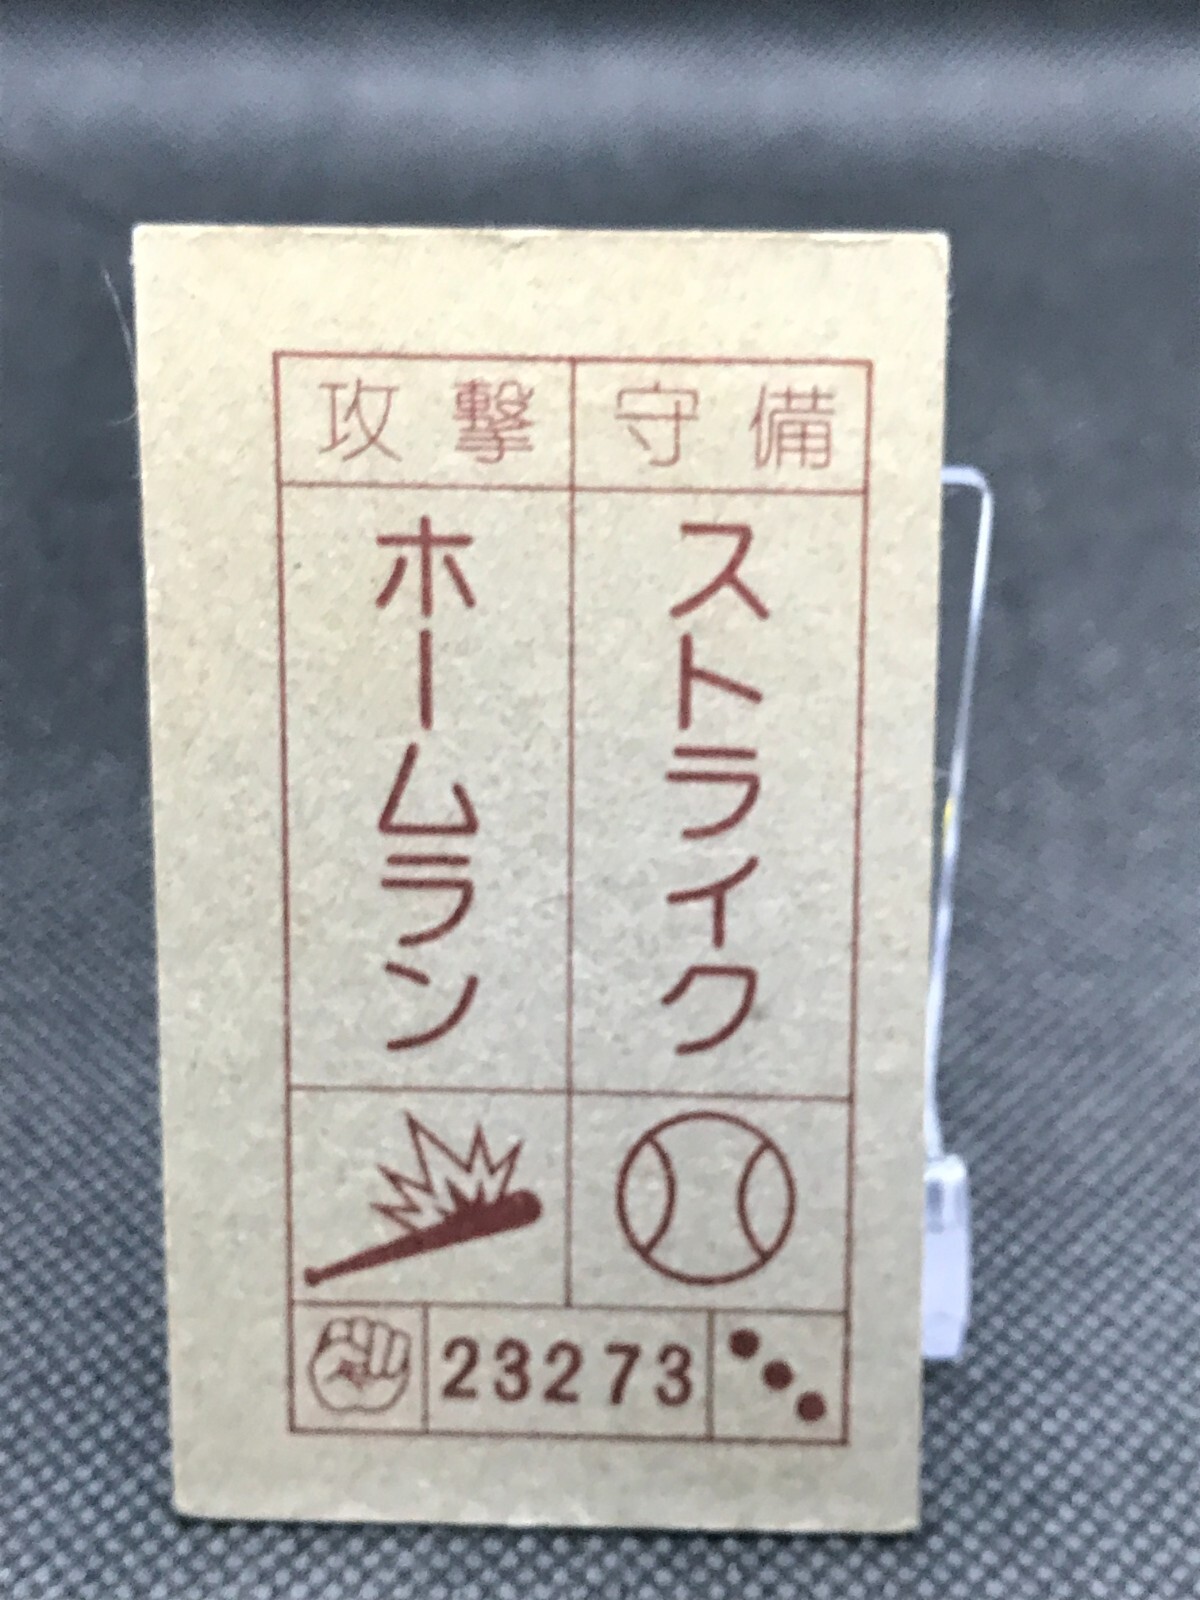 攻撃
守備
ホームラン
ストライク
23273